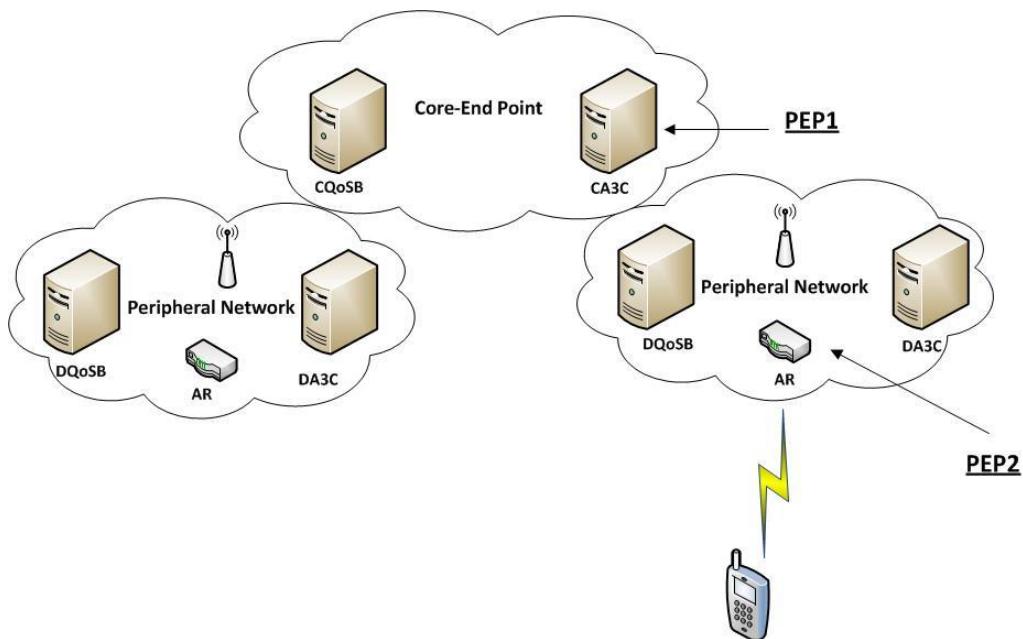 Core-End Point
PEP1
CQoSB
CA3C
Peripheral Network
DQoSB
AR
DA3C
Peripheral Network
DQoSB
AR
DA3C
PEP2